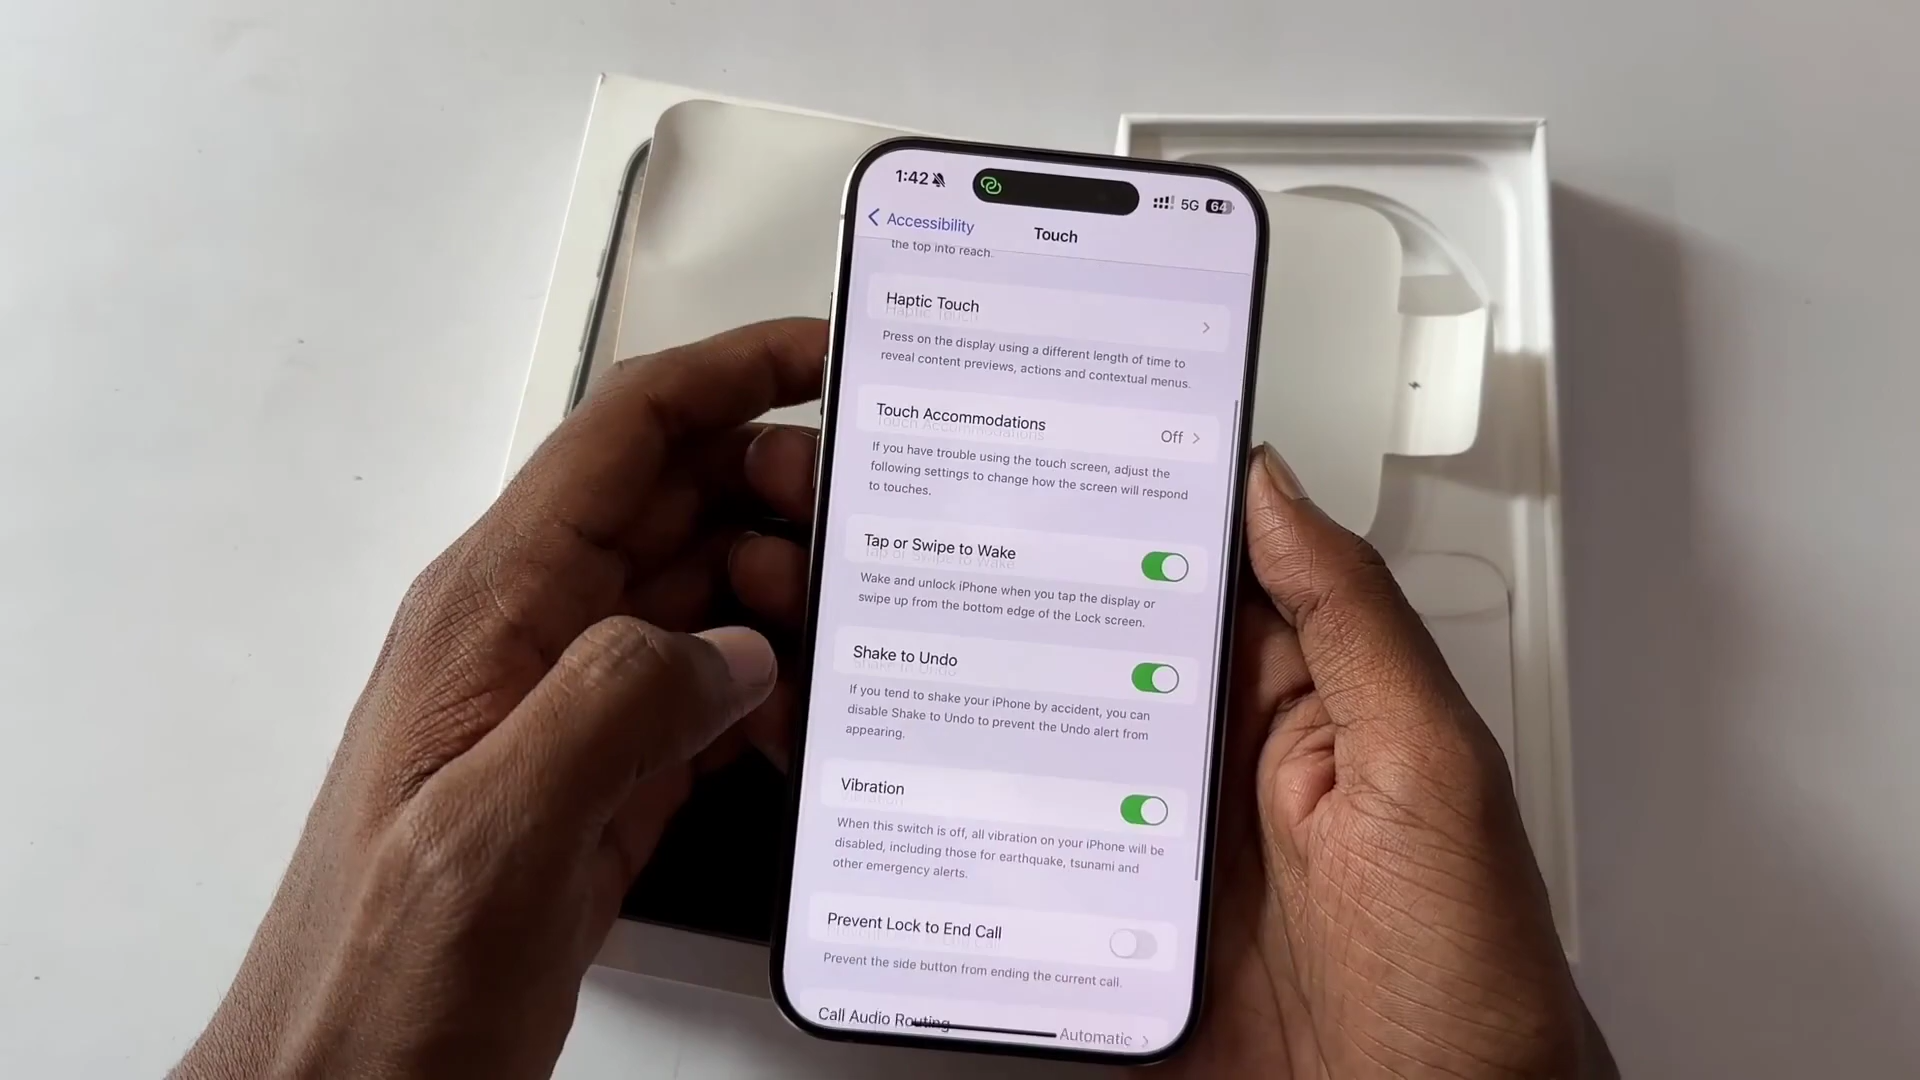 1:42
5G 64
Accessibility
Touch
the top into reach.
Haptic Touch
Press on the display using a different length of time to
reveal content previews, actions and contextual menus.
Touch Accommodations
Off
If you have trouble using the touch screen, adjust the
following settings to change how the screen will respond
to touches.
Tap or Swipe to Wake
Wake and unlock iPhone when you tap the display or
swipe up from the bottom edge of the Lock screen.
Shake to Undo
If you tend to shake your iPhone by accident, you can
disable Shake to Undo to prevent the Undo alert from
appearing.
Vibration
When this switch is off, all vibration on your iPhone will be
disabled, including those for earthquake, tsunami and
other emergency alerts.
Prevent Lock to End Call
Prevent the side button from ending the current call.
Call Audio Routing
Automatic